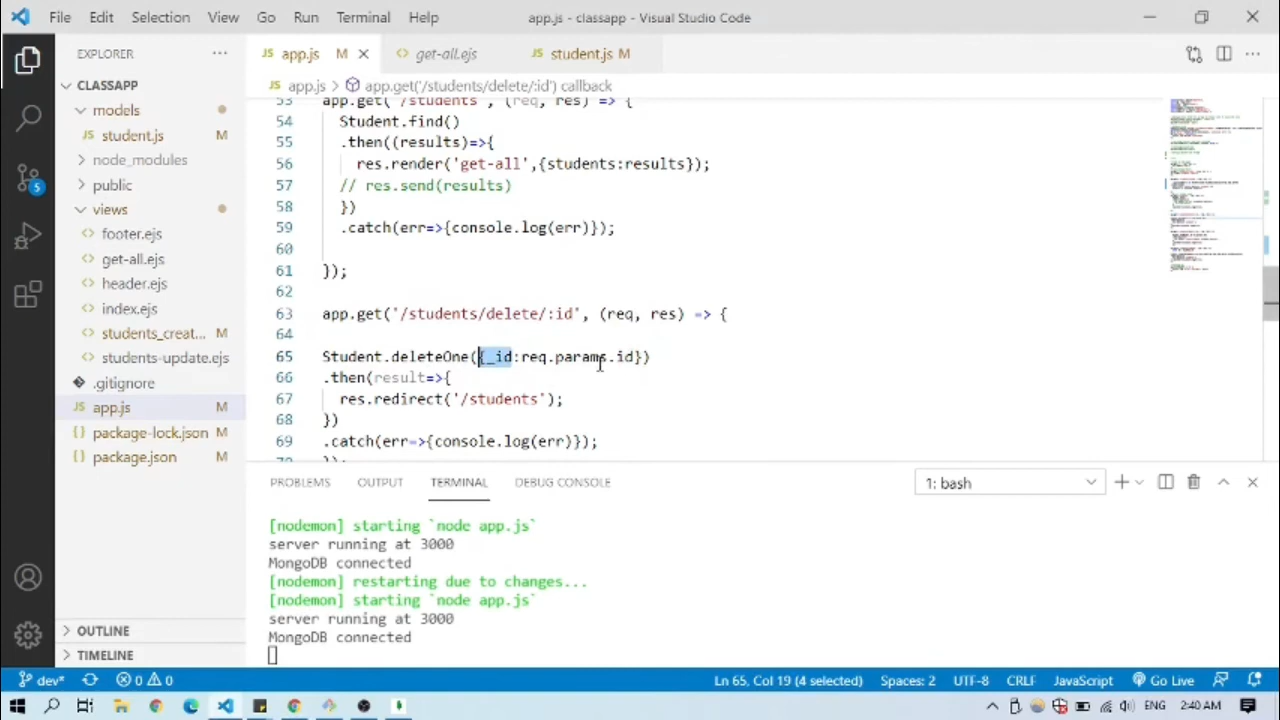 File Edit Selection View Go Run Terminal Help app.js - classapp - Visual Studio Code
EXPLORER ···
CLASSAPP
models
student.js M
node_modules
public
views
footer.ejs
get-all.ejs
header.ejs
index.ejs
students_creat... M
students-update.ejs
.gitignore
app.js M
package-lock.json M
package.json M
OUTLINE
TIMELINE
5
JS app.js M
get-all.ejs
JS student.js M
JS app.js > app.get('/students/delete/:id') callback
53 app.get('/students', (req, res) => {
54 Student.find()
55 .then((results)=>{
56 res.render('get-all',{students:results});
57 // res.send(results)
58 })
59 .catch(err=>{console.log(err)});
60
61 });
62
63 app.get('/students/delete/:id', (req, res) => {
64
65 Student.deleteOne({_id:req.params.id})
66 .then(result=>{
67 res.redirect('/students');
68 })
69 .catch(err=>{console.log(err)});
70 });
PROBLEMS OUTPUT TERMINAL DEBUG CONSOLE 1: bash
[nodemon] starting `node app.js`
server running at 3000
MongoDB connected
[nodemon] restarting due to changes...
[nodemon] starting `node app.js`
server running at 3000
MongoDB connected
dev* 0 0 Ln 65, Col 19 (4 selected) Spaces: 2 UTF-8 CRLF JavaScript Go Live
ENG 2:40 AM